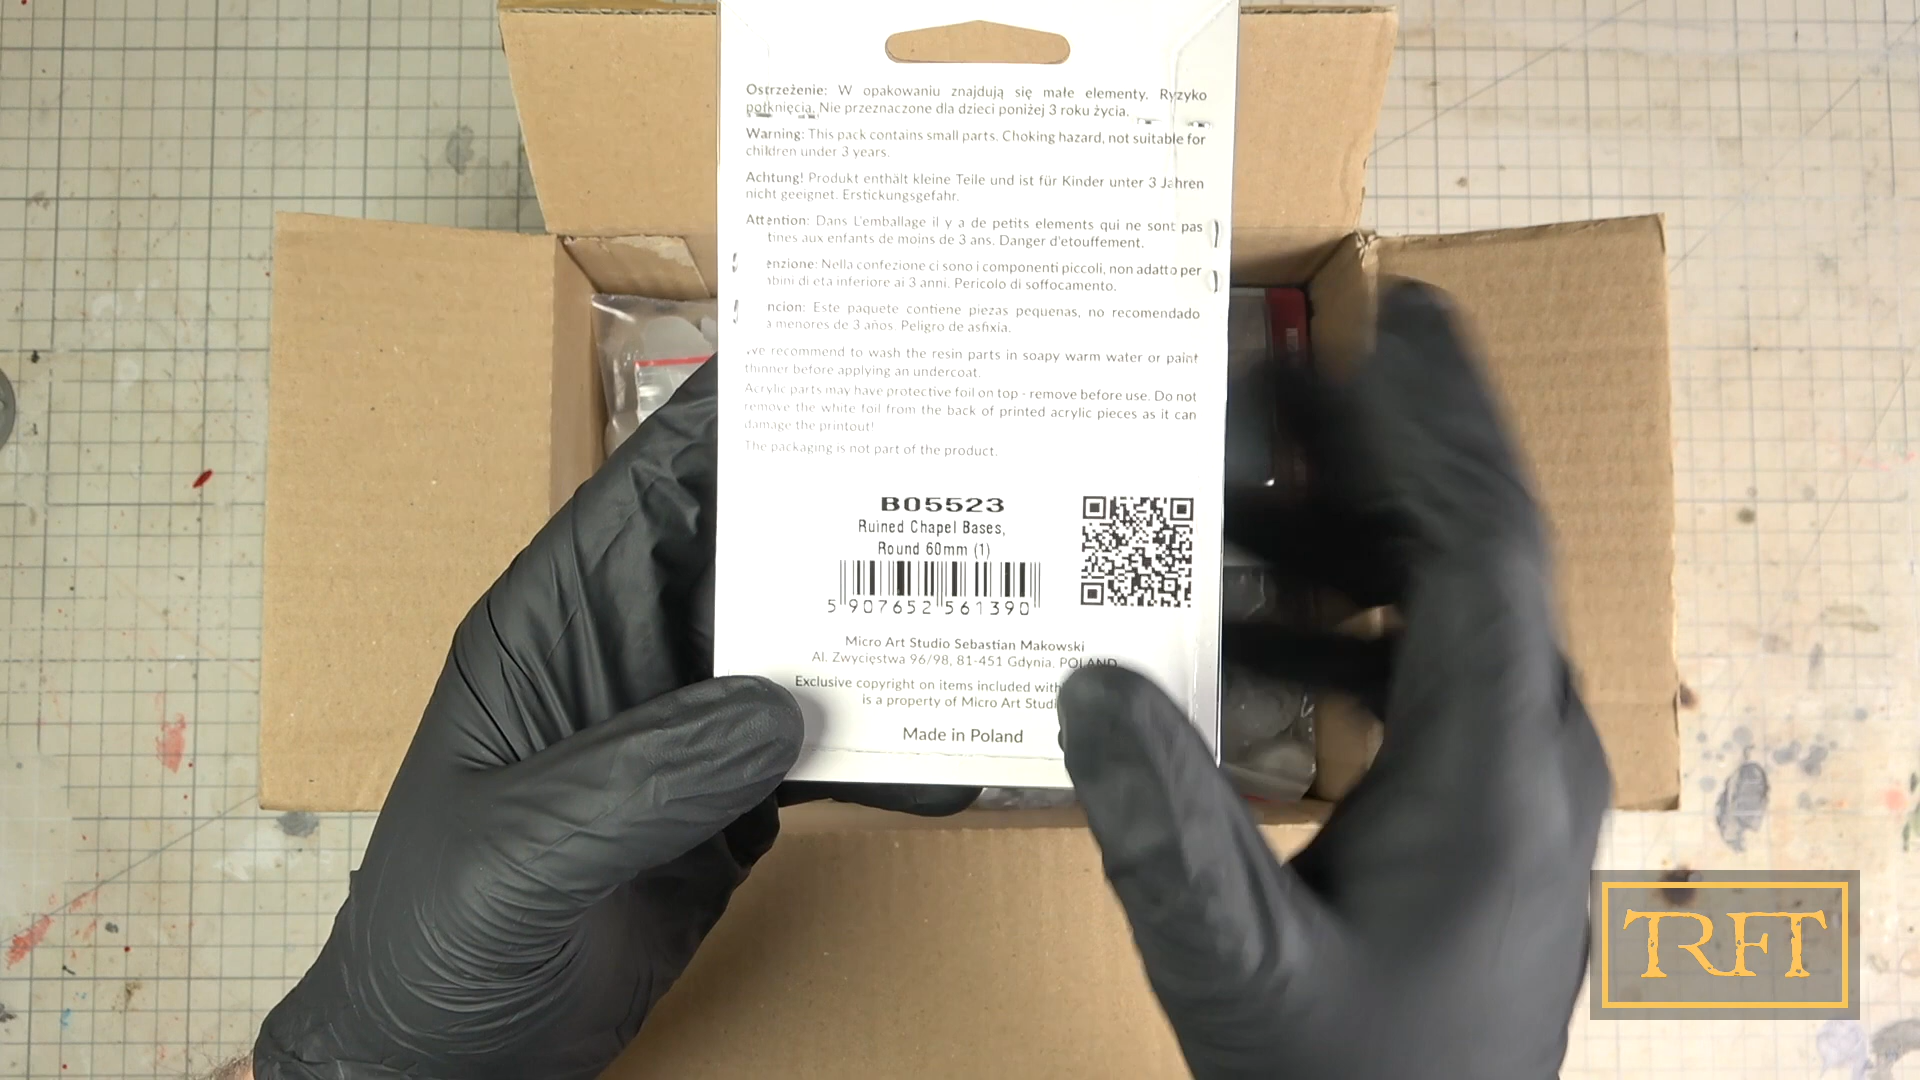 Ostrzeżenie: W opakowaniu znajdują się małe elementy. Ryzyko
połknięcia. Nie przeznaczone dla dzieci poniżej 3 roku życia.
Warning: This pack contains small parts. Choking hazard, not suitable for
children under 3 years.
Achtung! Produkt enthält kleine Teile und ist für Kinder unter 3 Jahren
nicht geeignet. Erstickungsgefahr.
Attention: Dans L'emballage il y a de petits elements qui ne sont pas
tines aux enfants de moins de 3 ans. Danger d'etouffement.
enzione: Nella confezione ci sono i componenti piccoli, non adatto per
nbini di eta inferiore ai 3 anni. Pericolo di soffocamento.
ncion: Este paquete contiene piezas pequenas, no recomendado
a menores de 3 años. Peligro de asfixia.
We recommend to wash the resin parts in soapy warm water or paint
thinner before applying an undercoat.
Acrylic parts may have protective foil on top - remove before use. Do not
remove the white foil from the back of printed acrylic pieces as it can
damage the printout!
The packaging is not part of the product.
B05523
Ruined Chapel Bases,
Round 60mm (1)
5 907652 561390
Micro Art Studio Sebastian Makowski
Al. Zwycięstwa 96/98, 81-451 Gdynia, POLAND
Exclusive copyright on items included with
is a property of Micro Art Studi
Made in Poland
TRFT